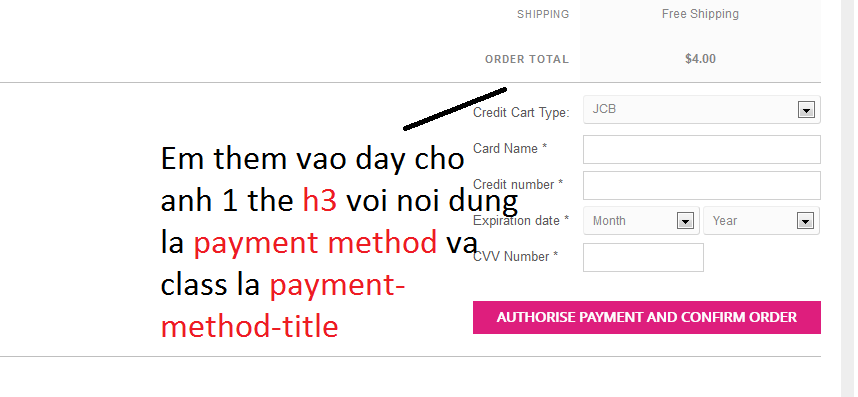 SHIPPING Free Shipping
ORDER TOTAL $4.00
Credit Cart Type: JCB
Card Name *
Credit number *
Expiration date * Month Year
CVV Number *
AUTHORISE PAYMENT AND CONFIRM ORDER
Em them vao day cho
anh 1 the h3 voi noi dung
la payment method va
class la payment-
method-title